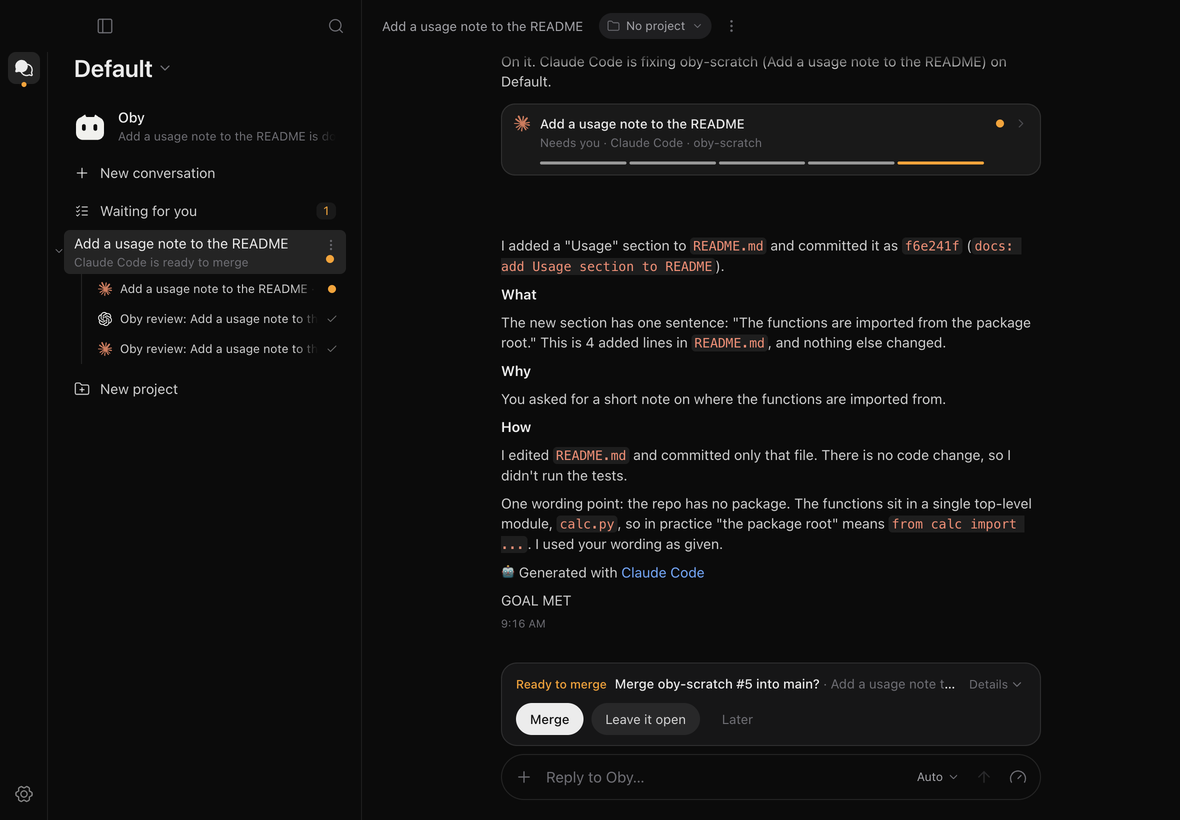 Add a usage note to the README
No project
Default
Oby
Add a usage note to the README is do
New conversation
Waiting for you
1
Add a usage note to the README
Claude Code is ready to merge
Add a usage note to the README
Oby review: Add a usage note to th
Oby review: Add a usage note to th
New project
On it. Claude Code is fixing oby-scratch (Add a usage note to the README) on
Default.
Add a usage note to the README
Needs you · Claude Code · oby-scratch
I added a "Usage" section to README.md and committed it as f6e241f (docs:
add Usage section to README).
What
The new section has one sentence: "The functions are imported from the package
root." This is 4 added lines in README.md, and nothing else changed.
Why
You asked for a short note on where the functions are imported from.
How
I edited README.md and committed only that file. There is no code change, so I
didn't run the tests.
One wording point: the repo has no package. The functions sit in a single top-level
module, calc.py, so in practice "the package root" means from calc import
.... I used your wording as given.
🤖 Generated with Claude Code
GOAL MET
9:16 AM
Ready to merge Merge oby-scratch #5 into main? · Add a usage note t... Details
Merge Leave it open Later
Reply to Oby... Auto